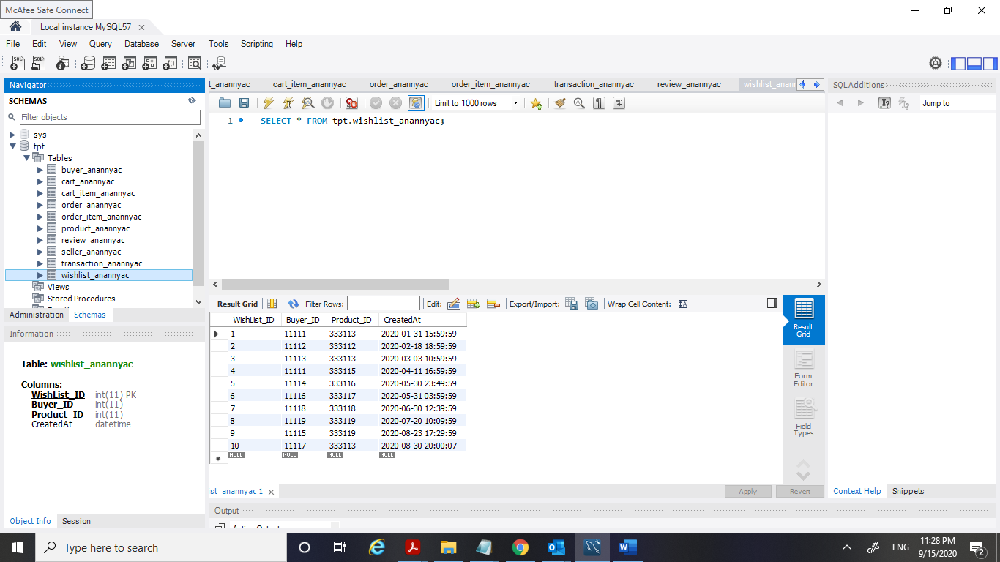 McAfee Safe Connect
Local instance MySQL57
File Edit View Query Database Server Tools Scripting Help
Navigator
SCHEMAS
Filter objects
sys
tpt
Tables
buyer_anannyac
cart_anannyac
cart_item_anannyac
order_anannyac
order_item_anannyac
product_anannyac
review_anannyac
seller_anannyac
transaction_anannyac
wishlist_anannyac
Views
Stored Procedures
Administration Schemas
Information
Table: wishlist_anannyac
Columns:
WishList_ID int(11) PK
Buyer_ID int(11)
Product_ID int(11)
CreatedAt datetime
Object Info Session
t_anannyac cart_item_anannyac order_anannyac order_item_anannyac transaction_anannyac review_anannyac wishlist_anann
Limit to 1000 rows
1 SELECT * FROM tpt.wishlist_anannyac;
Result Grid Filter Rows: Edit: Export/Import: Wrap Cell Content:
WishList_ID Buyer_ID Product_ID CreatedAt
1 11111 333113 2020-01-31 15:59:59
2 11112 333112 2020-02-18 18:59:59
3 11113 333113 2020-03-03 10:59:59
4 11111 333115 2020-04-11 16:59:59
5 11114 333116 2020-05-30 23:49:59
6 11116 333117 2020-05-31 03:59:59
7 11118 333118 2020-06-30 12:39:59
8 11119 333119 2020-07-20 10:09:59
9 11115 333119 2020-08-23 17:29:59
10 11117 333113 2020-08-30 20:00:07
NULL NULL NULL NULL
Result
Grid
Form
Editor
Field
Types
st_anannyac 1
Apply Revert
Output
Action Output
SQLAdditions
Jump to
Context Help Snippets
Type here to search
ENG
11:28 PM
9/15/2020
2